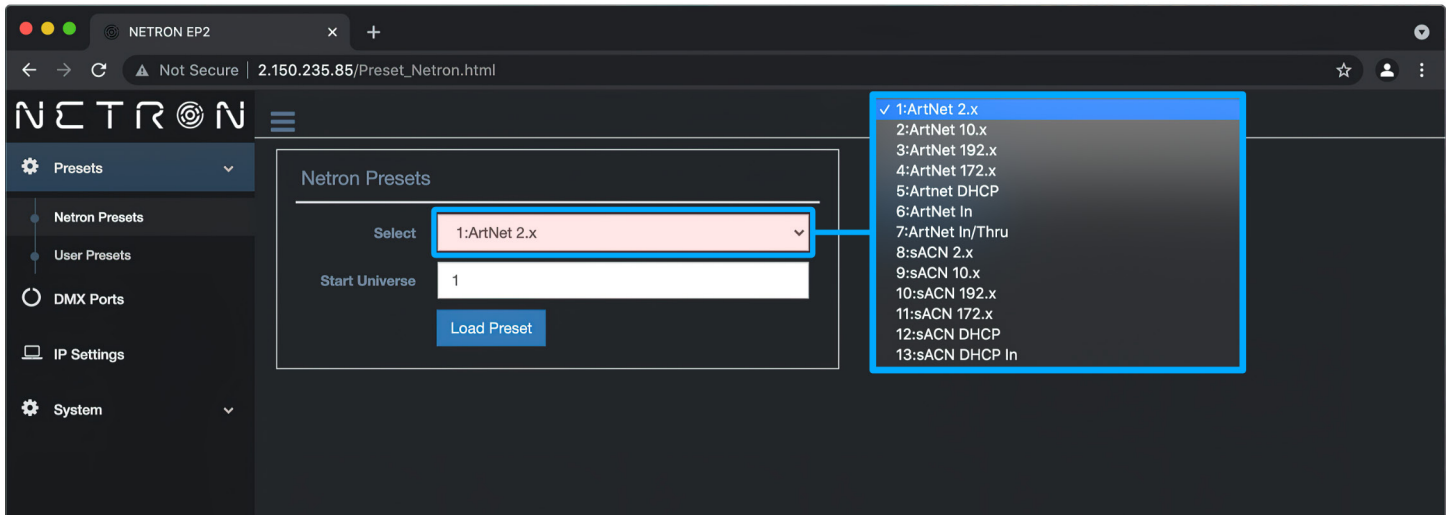 NETRON EP2
Not Secure | 2.150.235.85/Preset_Netron.html
NETRON
Presets
Netron Presets
User Presets
DMX Ports
IP Settings
System
Netron Presets
Select
1:ArtNet 2.x
Start Universe
1
Load Preset
✓ 1:ArtNet 2.x
2:ArtNet 10.x
3:ArtNet 192.x
4:ArtNet 172.x
5:Artnet DHCP
6:ArtNet In
7:ArtNet In/Thru
8:sACN 2.x
9:sACN 10.x
10:sACN 192.x
11:sACN 172.x
12:sACN DHCP
13:sACN DHCP In